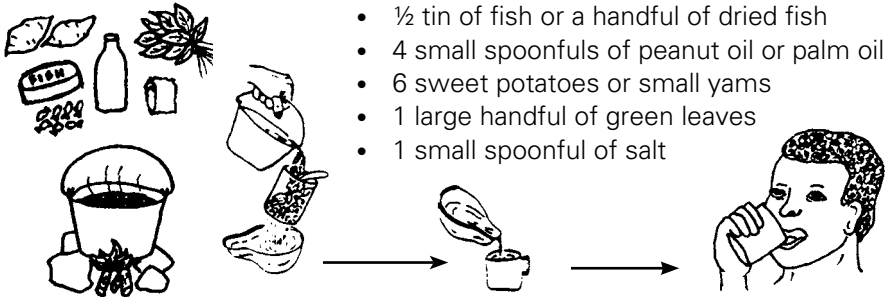 • ½ tin of fish or a handful of dried fish
• 4 small spoonfuls of peanut oil or palm oil
• 6 sweet potatoes or small yams
• 1 large handful of green leaves
• 1 small spoonful of salt
FISH